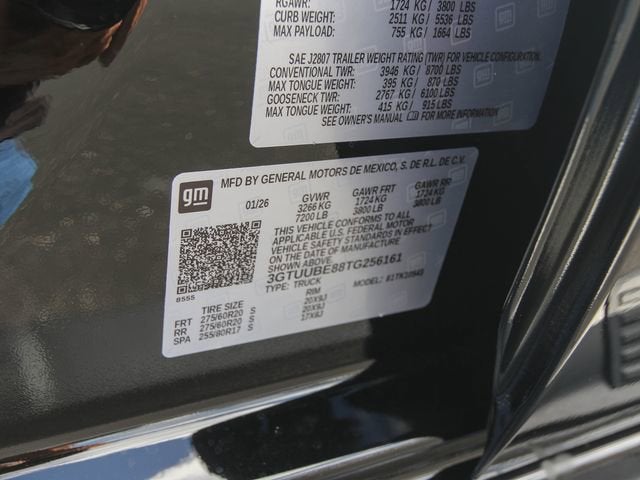 RGAWR: 1724 KG/ 3800 LBS
CURB WEIGHT: 2511 KG/ 5536 LBS
MAX PAYLOAD: 755 KG/ 1664 LBS
SAE J2807 TRAILER WEIGHT RATING (TWR) FOR VEHICLE CONFIGURATION
CONVENTIONAL TWR: 3946 KG/ 8700 LBS
MAX TONGUE WEIGHT: 395 KG/ 870 LBS
GOOSENECK TWR: 2767 KG/ 6100 LBS
MAX TONGUE WEIGHT: 415 KG/ 915 LBS
SEE OWNER'S MANUAL FOR MORE INFORMATION
gm MFD BY GENERAL MOTORS DE MEXICO, S. DE R.L. DE C.V.
01/26 GVWR GAWR FRT GAWR RR
3266 KG 1724 KG 1724 KG
7200 LB 3800 LB 3800 LB
THIS VEHICLE CONFORMS TO ALL
APPLICABLE U.S. FEDERAL MOTOR
VEHICLE SAFETY STANDARDS IN EFFECT
ON THE DATE OF MANUFACTURE
SHOWN ABOVE.
3GTUUBE88TG256161
8555 TYPE: TRUCK MODEL:
TIRE SIZE RIM
FRT 275/60R20 S 20X9J
RR 275/60R20 S 20X9J
SPA 255/80R17 S 17X8J